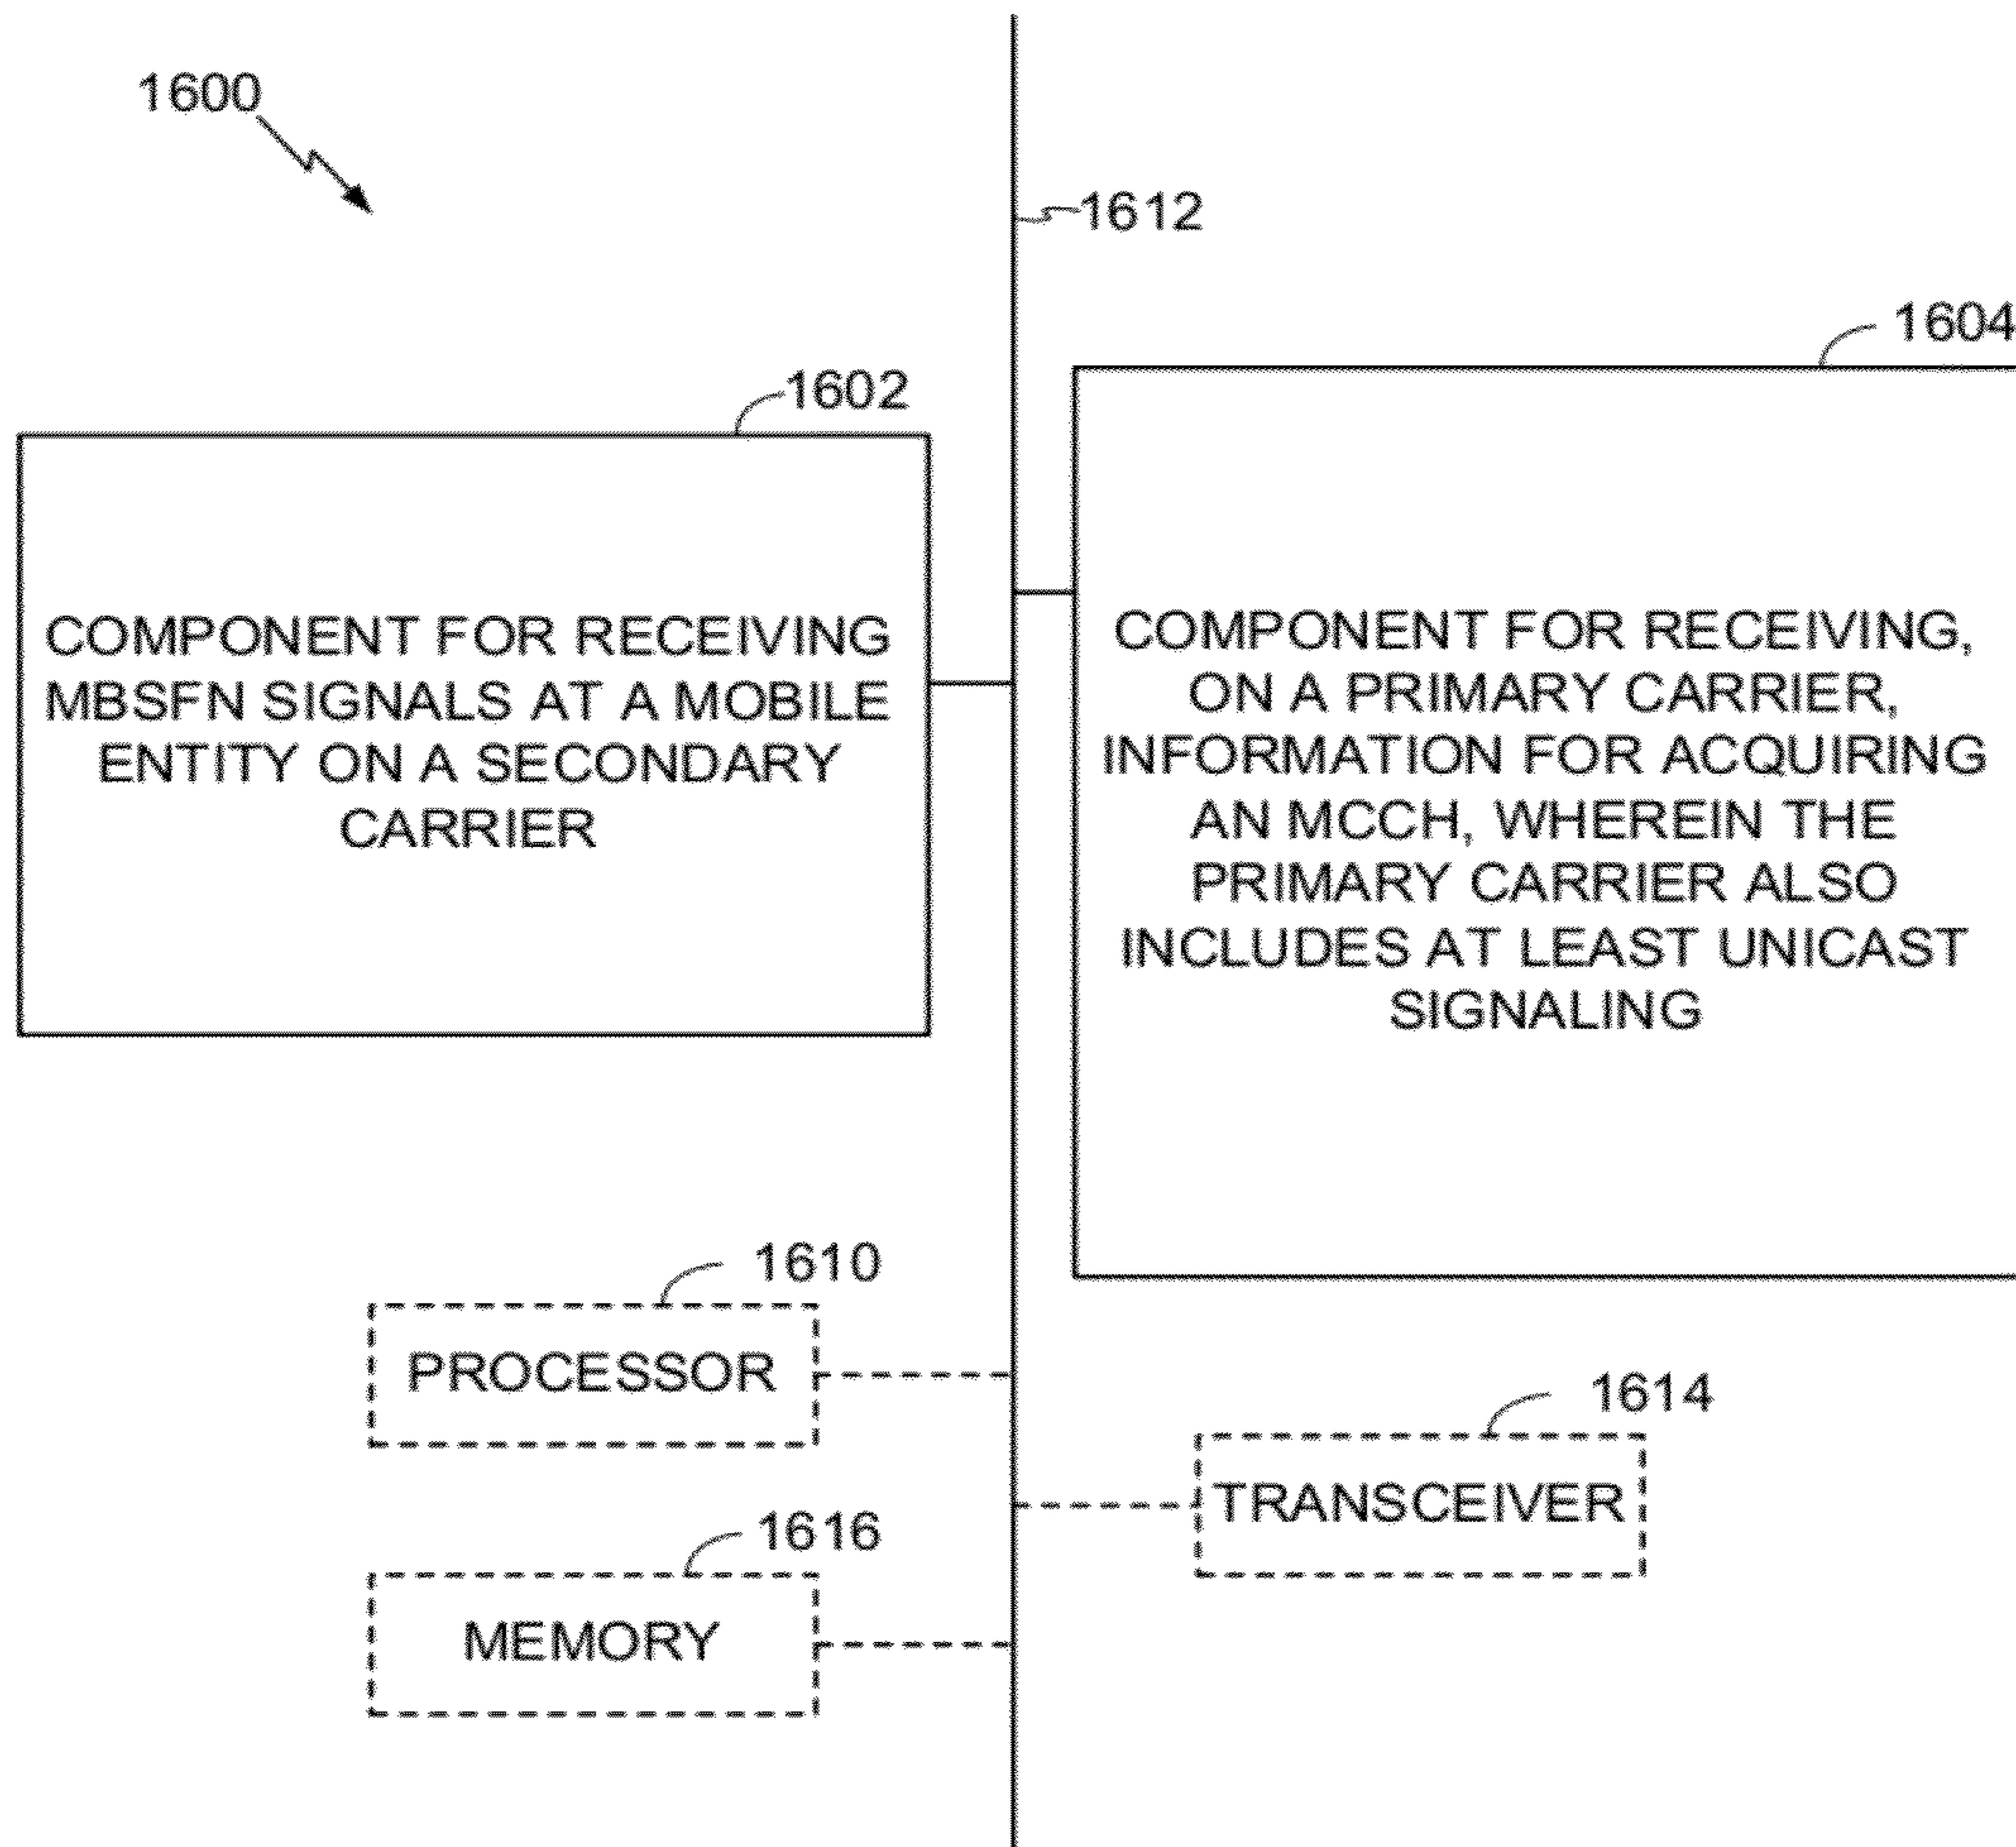 1600
1612
1604
1602
COMPONENT FOR RECEIVING
MBSFN SIGNALS AT A MOBILE
ENTITY ON A SECONDARY
CARRIER
COMPONENT FOR RECEIVING,
ON A PRIMARY CARRIER,
INFORMATION FOR ACQUIRING
AN MCCH, WHEREIN THE
PRIMARY CARRIER ALSO
INCLUDES AT LEAST UNICAST
SIGNALING
1610
PROCESSOR
1614
TRANSCEIVER
1616
MEMORY